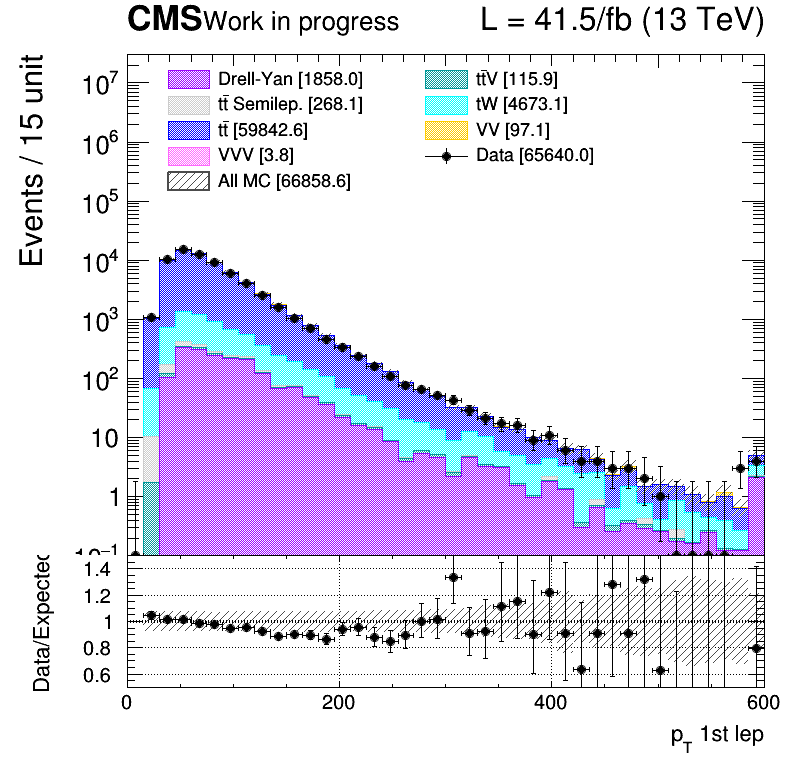 CMS Work in progress L = 41.5/fb (13 TeV)
Events / 15 unit
10⁷
10⁶
10⁵
10⁴
10³
10²
10
1
10⁻¹
Drell-Yan [1858.0]
tt̄ Semilep. [268.1]
tt̄ [59842.6]
VVV [3.8]
All MC [66858.6]
tt̄V [115.9]
tW [4673.1]
VV [97.1]
Data [65640.0]
Data/Expected
1.4
1.2
1
0.8
0.6
0 200 400 600
p_T 1st lep